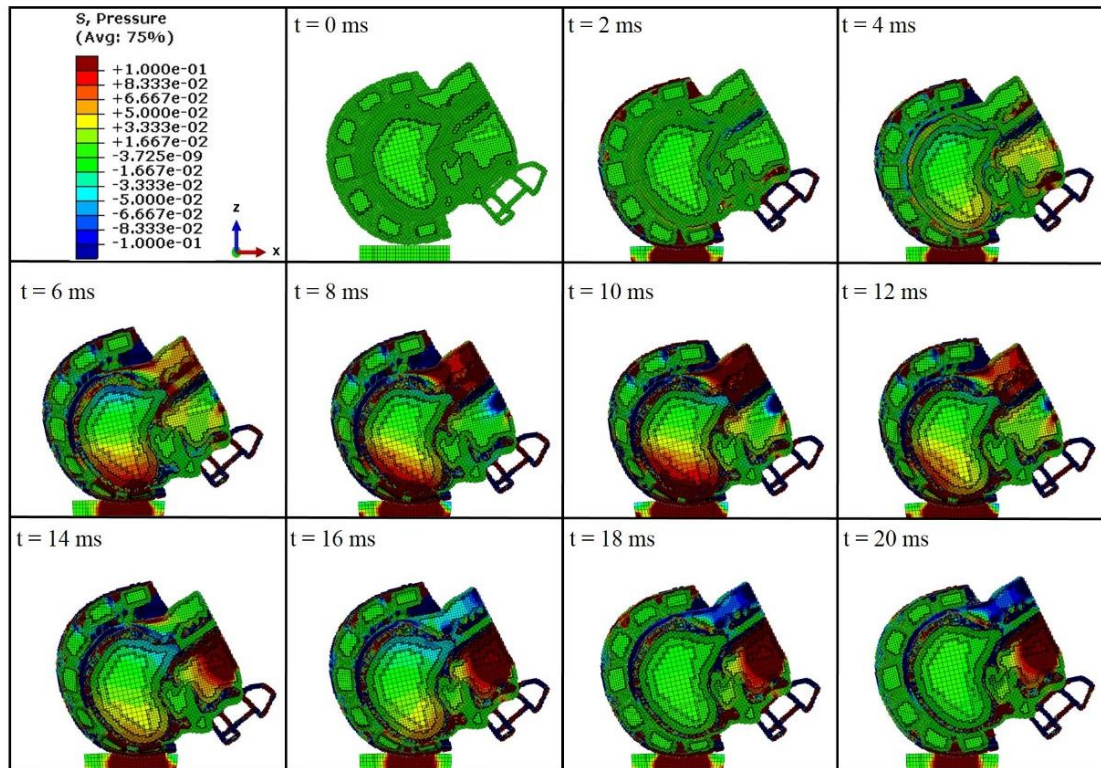 S, Pressure
(Avg: 75%)
+1.000e-01
+8.333e-02
+6.667e-02
+5.000e-02
+3.333e-02
+1.667e-02
-3.725e-09
-1.667e-02
-3.333e-02
-5.000e-02
-6.667e-02
-8.333e-02
-1.000e-01
z
x
t = 0 ms
t = 2 ms
t = 4 ms
t = 6 ms
t = 8 ms
t = 10 ms
t = 12 ms
t = 14 ms
t = 16 ms
t = 18 ms
t = 20 ms